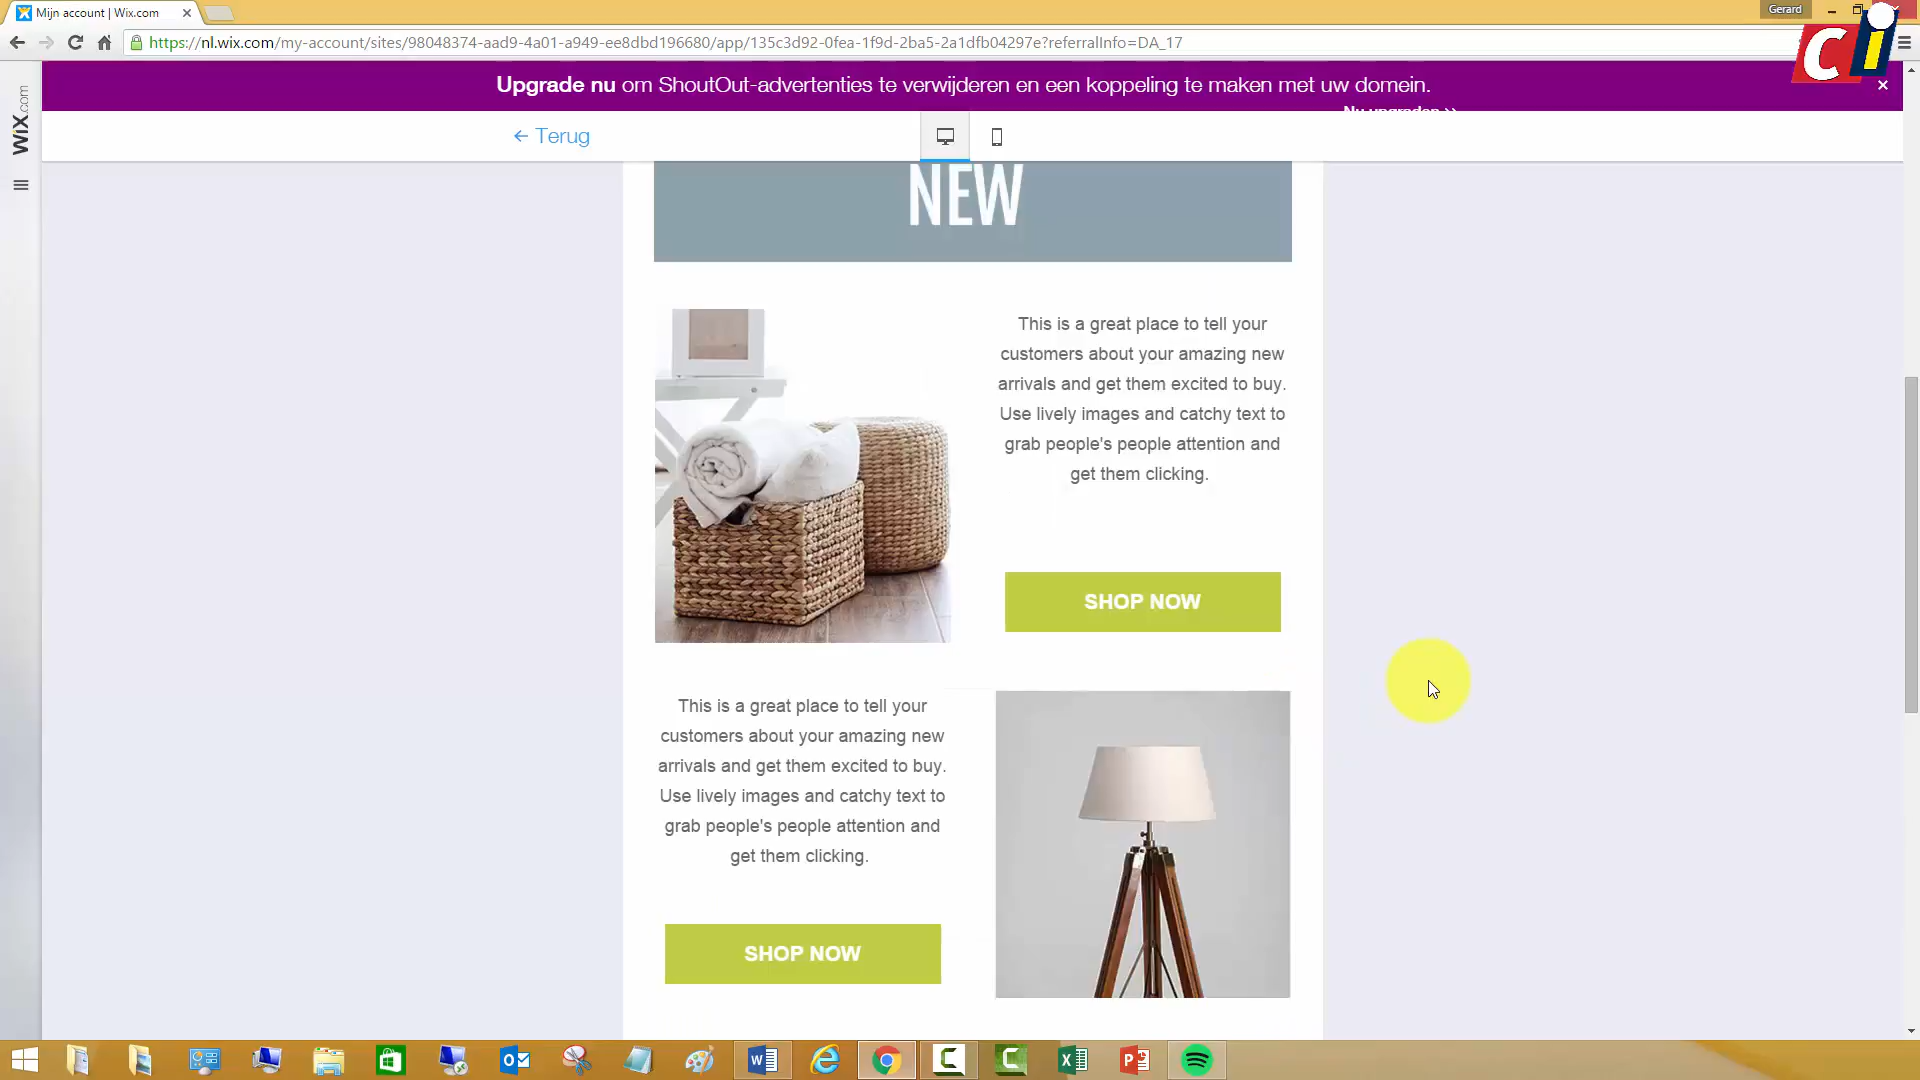 Mijn account | Wix.com
Gerard
https://nl.wix.com/my-account/sites/98048374-aad9-4a01-a949-ee8dbd196680/app/135c3d92-0fea-1f9d-2ba5-2a1dfb04297e?referralInfo=DA_17
Ci
WiX.com
Upgrade nu om ShoutOut-advertenties te verwijderen en een koppeling te maken met uw domein.
Nu upgraden >>
← Terug
NEW
This is a great place to tell your
customers about your amazing new
arrivals and get them excited to buy.
Use lively images and catchy text to
grab people's people attention and
get them clicking.
SHOP NOW
This is a great place to tell your
customers about your amazing new
arrivals and get them excited to buy.
Use lively images and catchy text to
grab people's people attention and
get them clicking.
SHOP NOW